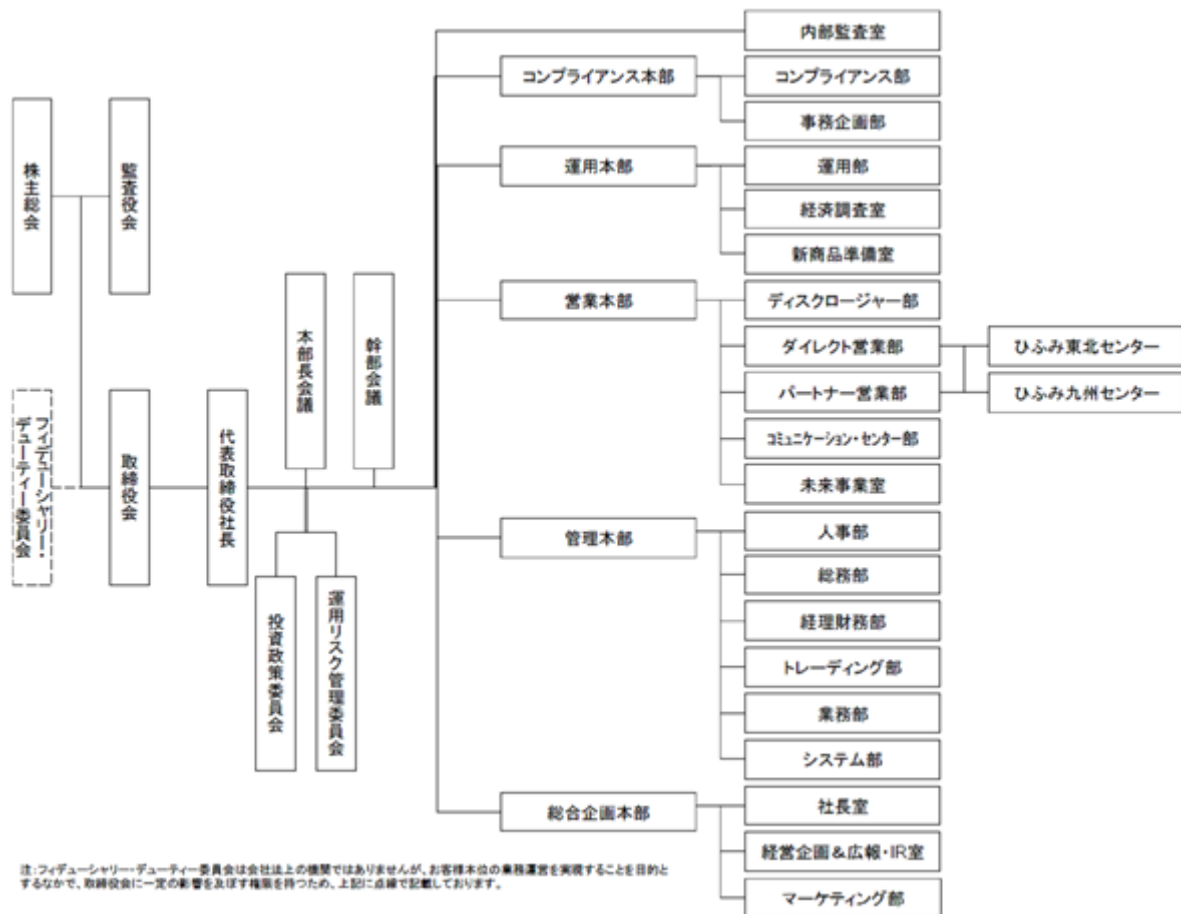 内部監査室
コンプライアンス本部
コンプライアンス部
事務企画部
運用本部
運用部
経済調査室
新商品準備室
株主総会
監査役会
営業本部
ディスクロージャー部
ダイレクト営業部
ひふみ東北センター
パートナー営業部
ひふみ九州センター
コミュニケーション・センター部
未来事業室
本部長会議
幹部会議
フィデューシャリー・
デューティー委員会
取締役会
代表取締役社長
管理本部
人事部
総務部
経理財務部
トレーディング部
業務部
システム部
投資政策委員会
運用リスク管理委員会
総合企画本部
社長室
経営企画&広報・IR室
マーケティング部
注:フィデューシャリー・デューティー委員会は会社法上の機関ではありませんが、お客様本位の業務運営を実現することを目的と
するなかで、取締役会に一定の影響を及ぼす権限を持つため、上記に点線で記載しております。